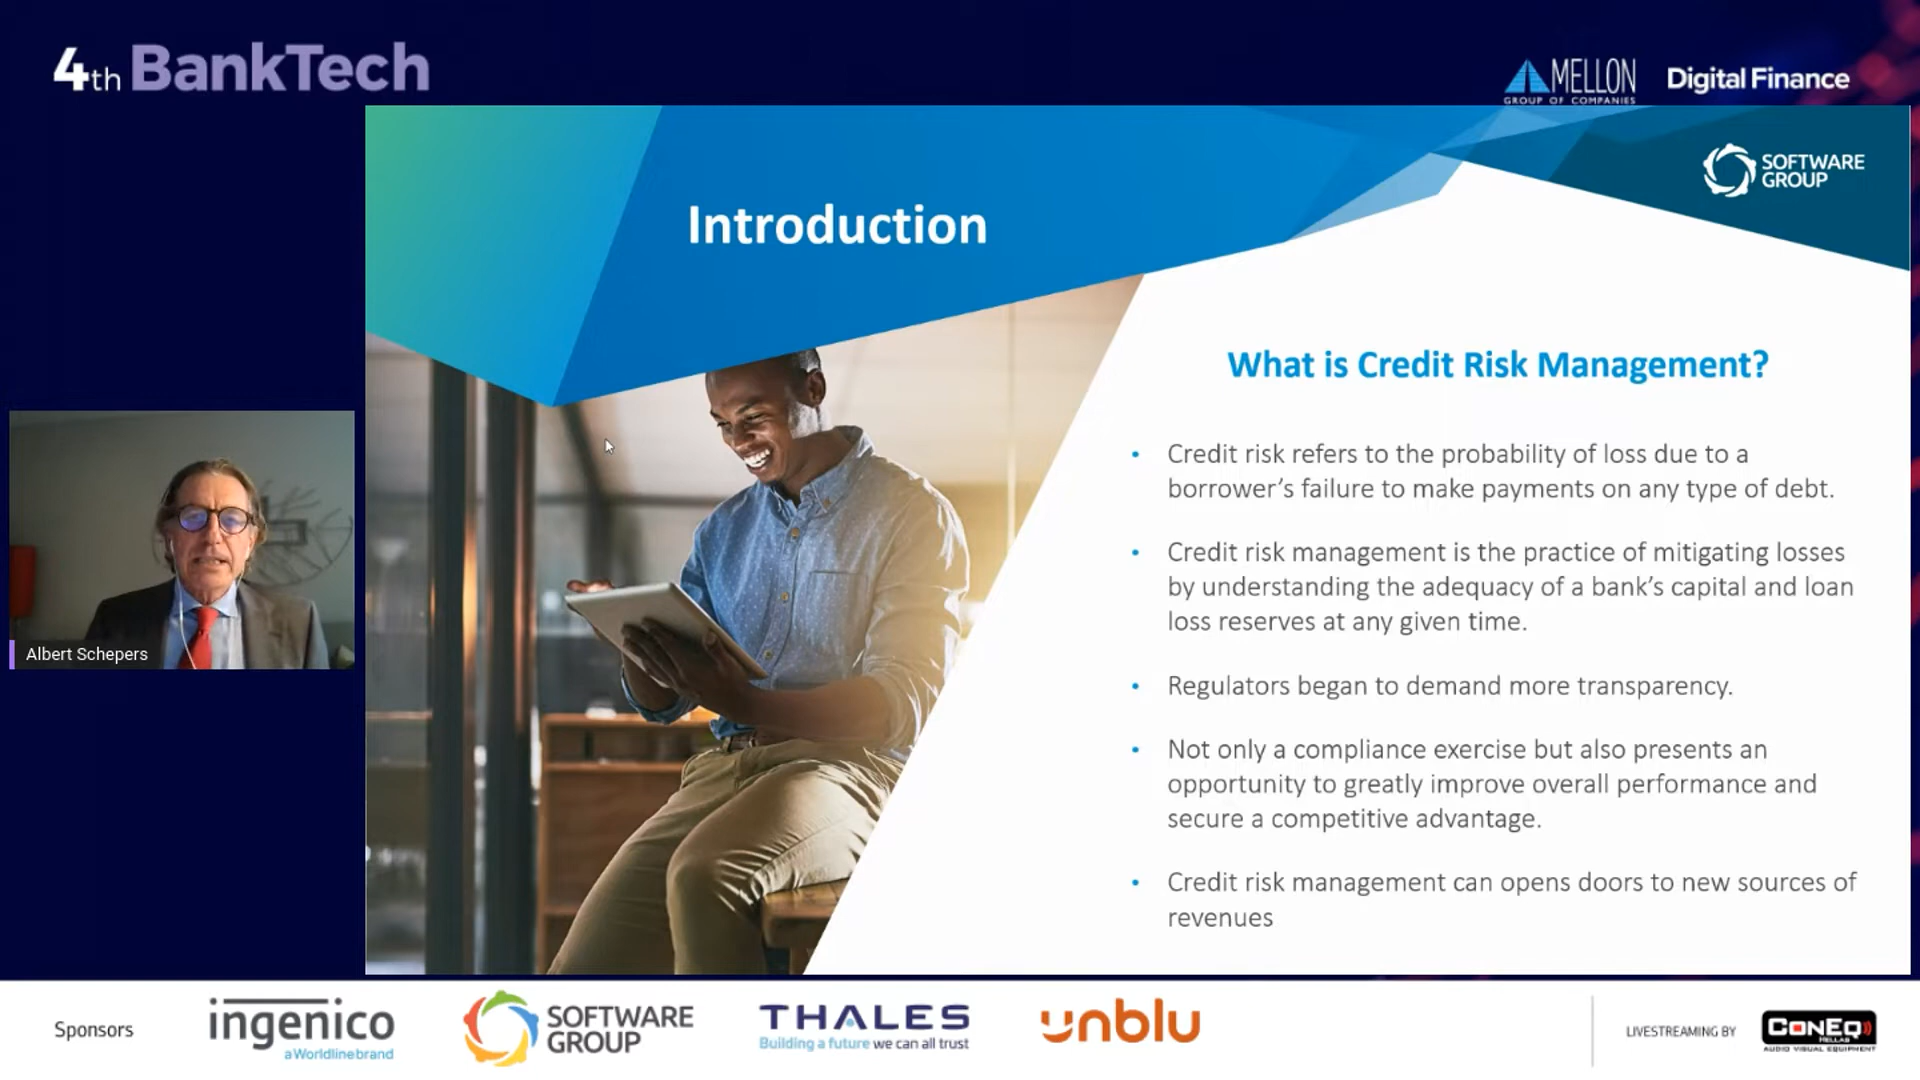 4th BankTech
MELLON
GROUP OF COMPANIES
Digital Finance
SOFTWARE
GROUP
Introduction
What is Credit Risk Management?
• Credit risk refers to the probability of loss due to a
borrower’s failure to make payments on any type of debt.
• Credit risk management is the practice of mitigating losses
by understanding the adequacy of a bank’s capital and loan
loss reserves at any given time.
• Regulators began to demand more transparency.
• Not only a compliance exercise but also presents an
opportunity to greatly improve overall performance and
secure a competitive advantage.
• Credit risk management can opens doors to new sources of
revenues
Albert Schepers
Sponsors
ingenico
a Worldline brand
SOFTWARE
GROUP
THALES
Building a future we can all trust
unblu
LIVESTREAMING BY
CONEQ
HELLAS
AUDIO VISUAL EQUIPMENT